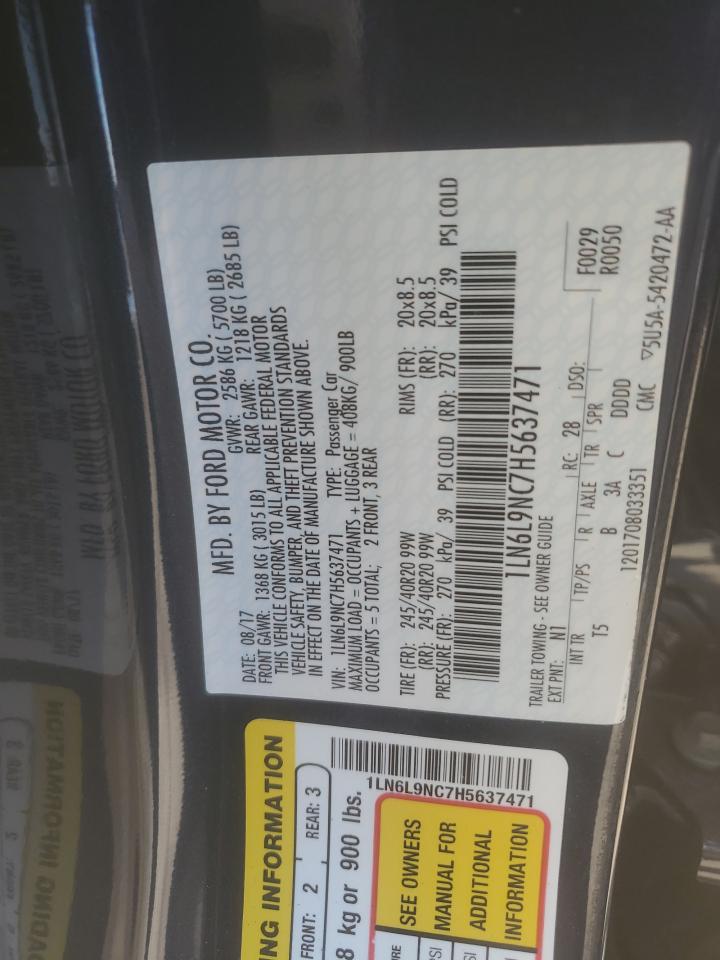 MFD. BY FORD MOTOR CO.
DATE: 08/17 GVWR: 2586 KG ( 5700 LB)
FRONT GAWR: 1368 KG ( 3015 LB) REAR GAWR: 1218 KG ( 2685 LB)
THIS VEHICLE CONFORMS TO ALL APPLICABLE FEDERAL MOTOR
VEHICLE SAFETY, BUMPER, AND THEFT PREVENTION STANDARDS
IN EFFECT ON THE DATE OF MANUFACTURE SHOWN ABOVE.
VIN: 1LN6L9NC7H5637471 TYPE: Passenger Car
MAXIMUM LOAD = OCCUPANTS + LUGGAGE = 408KG/ 900LB
OCCUPANTS = 5 TOTAL; 2 FRONT, 3 REAR
TIRE (FR): 245/40R20 99W RIMS (FR): 20x8.5
(RR): 245/40R20 99W (RR): 20x8.5
PRESSURE (FR): 270 kPa/ 39 PSI COLD (RR): 270 kPa/ 39 PSI COLD
1LN6L9NC7H5637471
TRAILER TOWING - SEE OWNER GUIDE
EXT PNT: N1 RC: 28 DSO:
INT TR TP/PS R AXLE TR SPR F0029
T5 B 3A C DDDD R0050
1201708033351 CMC ▽5U5A-5420472-AA
NG INFORMATION
FRONT: 2 REAR: 3
8 kg or 900 lbs.
1LN6L9NC7H5637471
SEE OWNERS
MANUAL FOR
ADDITIONAL
INFORMATION